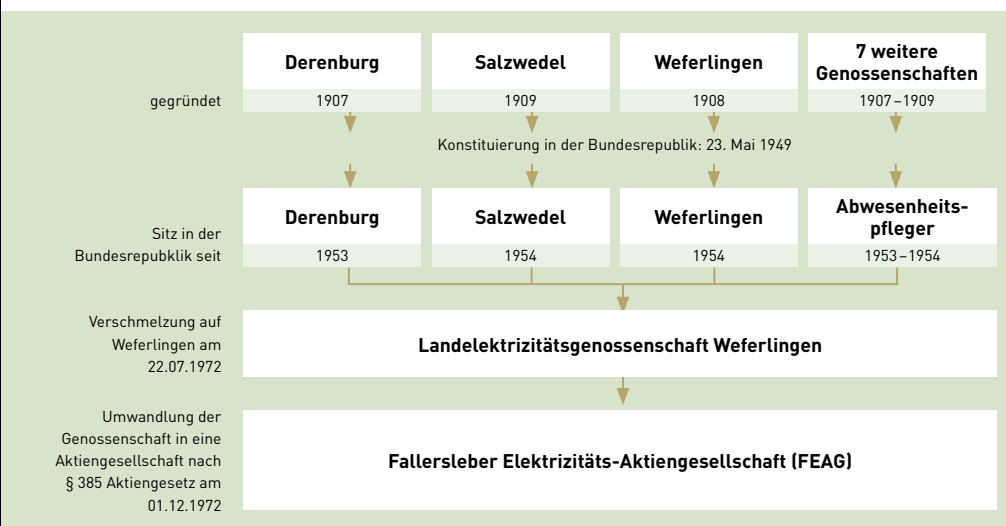 Derenburg
Salzwedel
Weferlingen
7 weitere
Genossenschaften
gegründet
1907
1909
1908
1907–1909
Konstituierung in der Bundesrepublik: 23. Mai 1949
Derenburg
Salzwedel
Weferlingen
Abwesenheits-
pfleger
Sitz in der
Bundesrepubklik seit
1953
1954
1954
1953–1954
Verschmelzung auf
Weferlingen am
22.07.1972
Landelektrizitätsgenossenschaft Weferlingen
Umwandlung der
Genossenschaft in eine
Aktiengesellschaft nach
§ 385 Aktiengesetz am
01.12.1972
Fallersleber Elektrizitäts-Aktiengesellschaft (FEAG)